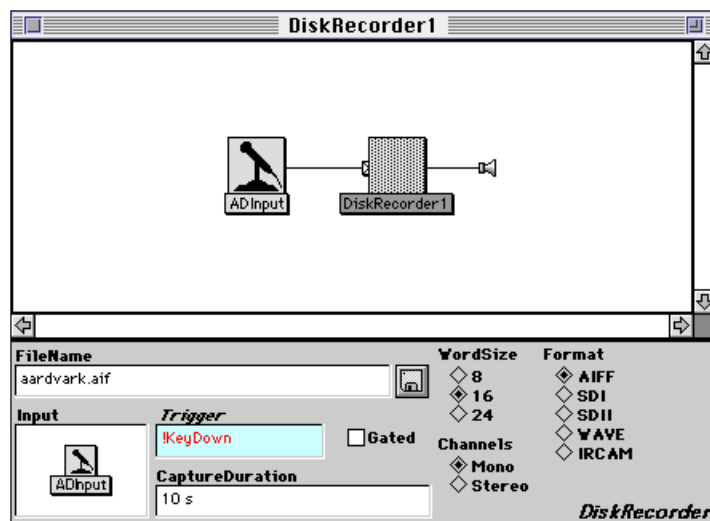 DiskRecorder1
ADInput
DiskRecorder1
FileName
aardvark.aif
Input
ADInput
Trigger
!KeyDown
Gated
CaptureDuration
10 s
WordSize
8
16
24
Channels
Mono
Stereo
Format
AIFF
SDI
SDII
WAVE
IRCAM
DiskRecorder